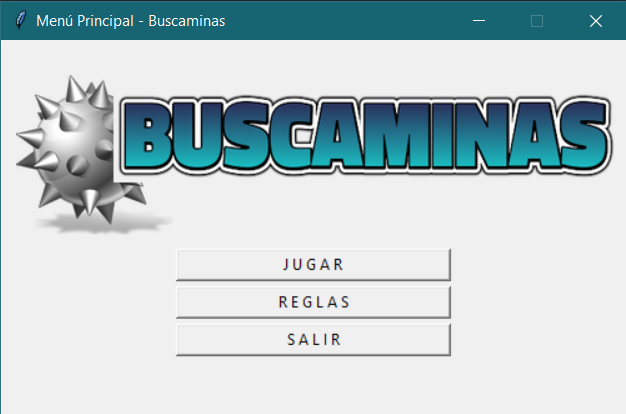 Menú Principal - Buscaminas
BUSCAMINAS
JUGAR
REGLAS
SALIR